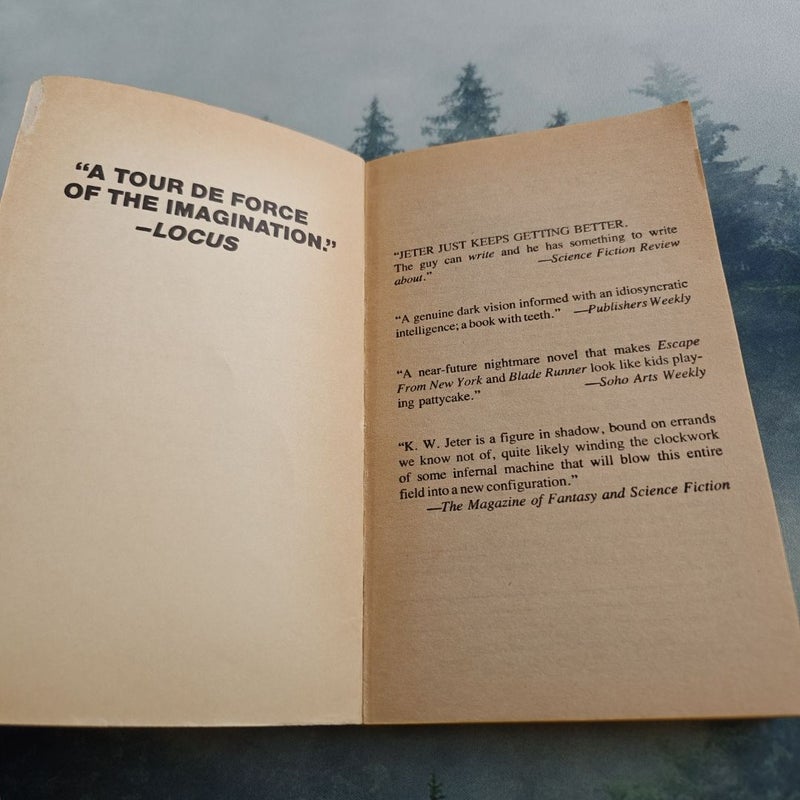 “A TOUR DE FORCE
OF THE IMAGINATION.”
–LOCUS
“JETER JUST KEEPS GETTING BETTER.
The guy can write and he has something to write
about.” —Science Fiction Review
“A genuine dark vision informed with an idiosyncratic
intelligence; a book with teeth.” —Publishers Weekly
“A near-future nightmare novel that makes Escape
From New York and Blade Runner look like kids play-
ing pattycake.” —Soho Arts Weekly
“K. W. Jeter is a figure in shadow, bound on errands
we know not of, quite likely winding the clockwork
of some infernal machine that will blow this entire
field into a new configuration.”
—The Magazine of Fantasy and Science Fiction